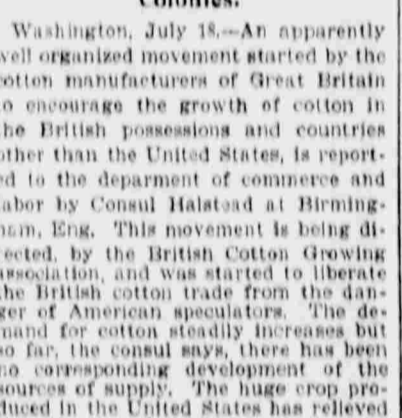 Colonies.
Washington, July 18.—An apparently
well organized movement started by the
cotton manufacturers of Great Britain
to encourage the growth of cotton in
the British possessions and countries
other than the United States, is report-
ed to the deparment of commerce and
labor by Consul Halstead at Birming-
ham, Eng. This movement is being di-
rected, by the British Cotton Growing
association, and was started to liberate
the British cotton trade from the dan-
ger of American speculators. The de-
mand for cotton steadily increases but
so far, the consul says, there has been
no corresponding development of the
sources of supply. The huge crop pro-
duced in the United States has relieved